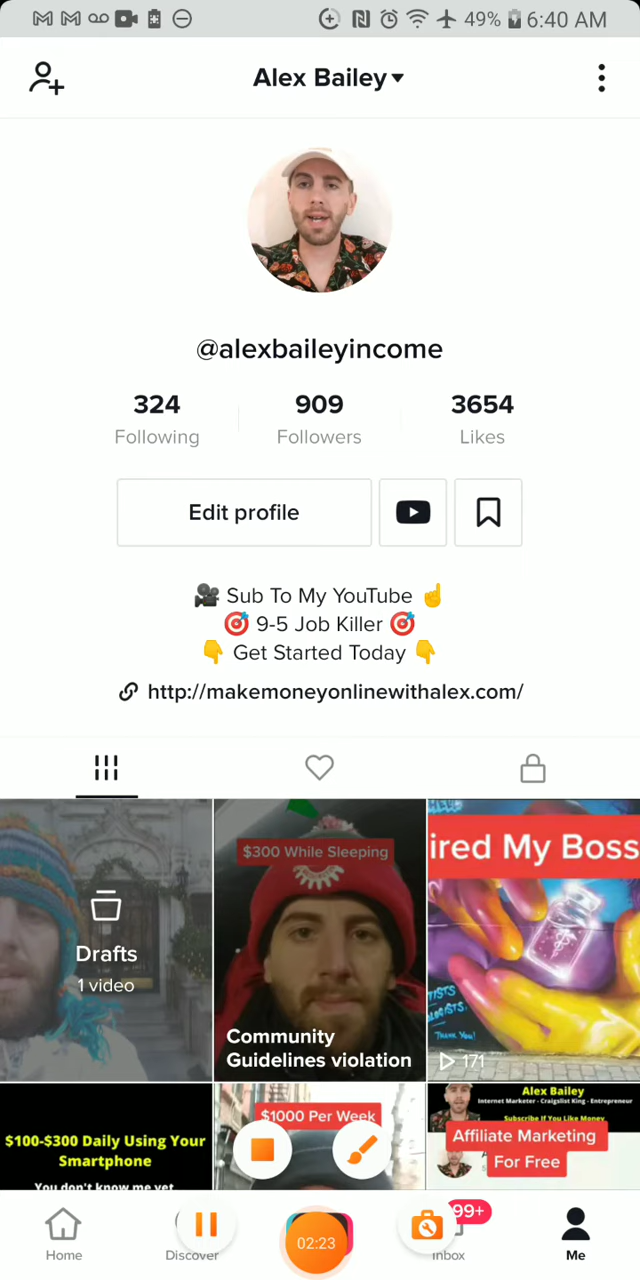 49% 6:40 AM
Alex Bailey
@alexbaileyincome
324 909 3654
Following Followers Likes
Edit profile
🎥 Sub To My YouTube ☝
🎯 9-5 Job Killer 🎯
👇 Get Started Today 👇
http://makemoneyonlinewithalex.com/
$300 While Sleeping
ired My Boss
Drafts
1 video
Community
Guidelines violation
THANK YOU!
171
$100-$300 Daily Using Your
Smartphone
You don't know me yet
$1000 Per Week
Alex Bailey
Internet Marketer - Craigslist King - Entrepreneur
Subscribe If You Like Money
Affiliate Marketing
For Free
99+
02:23
Home Discover Inbox Me